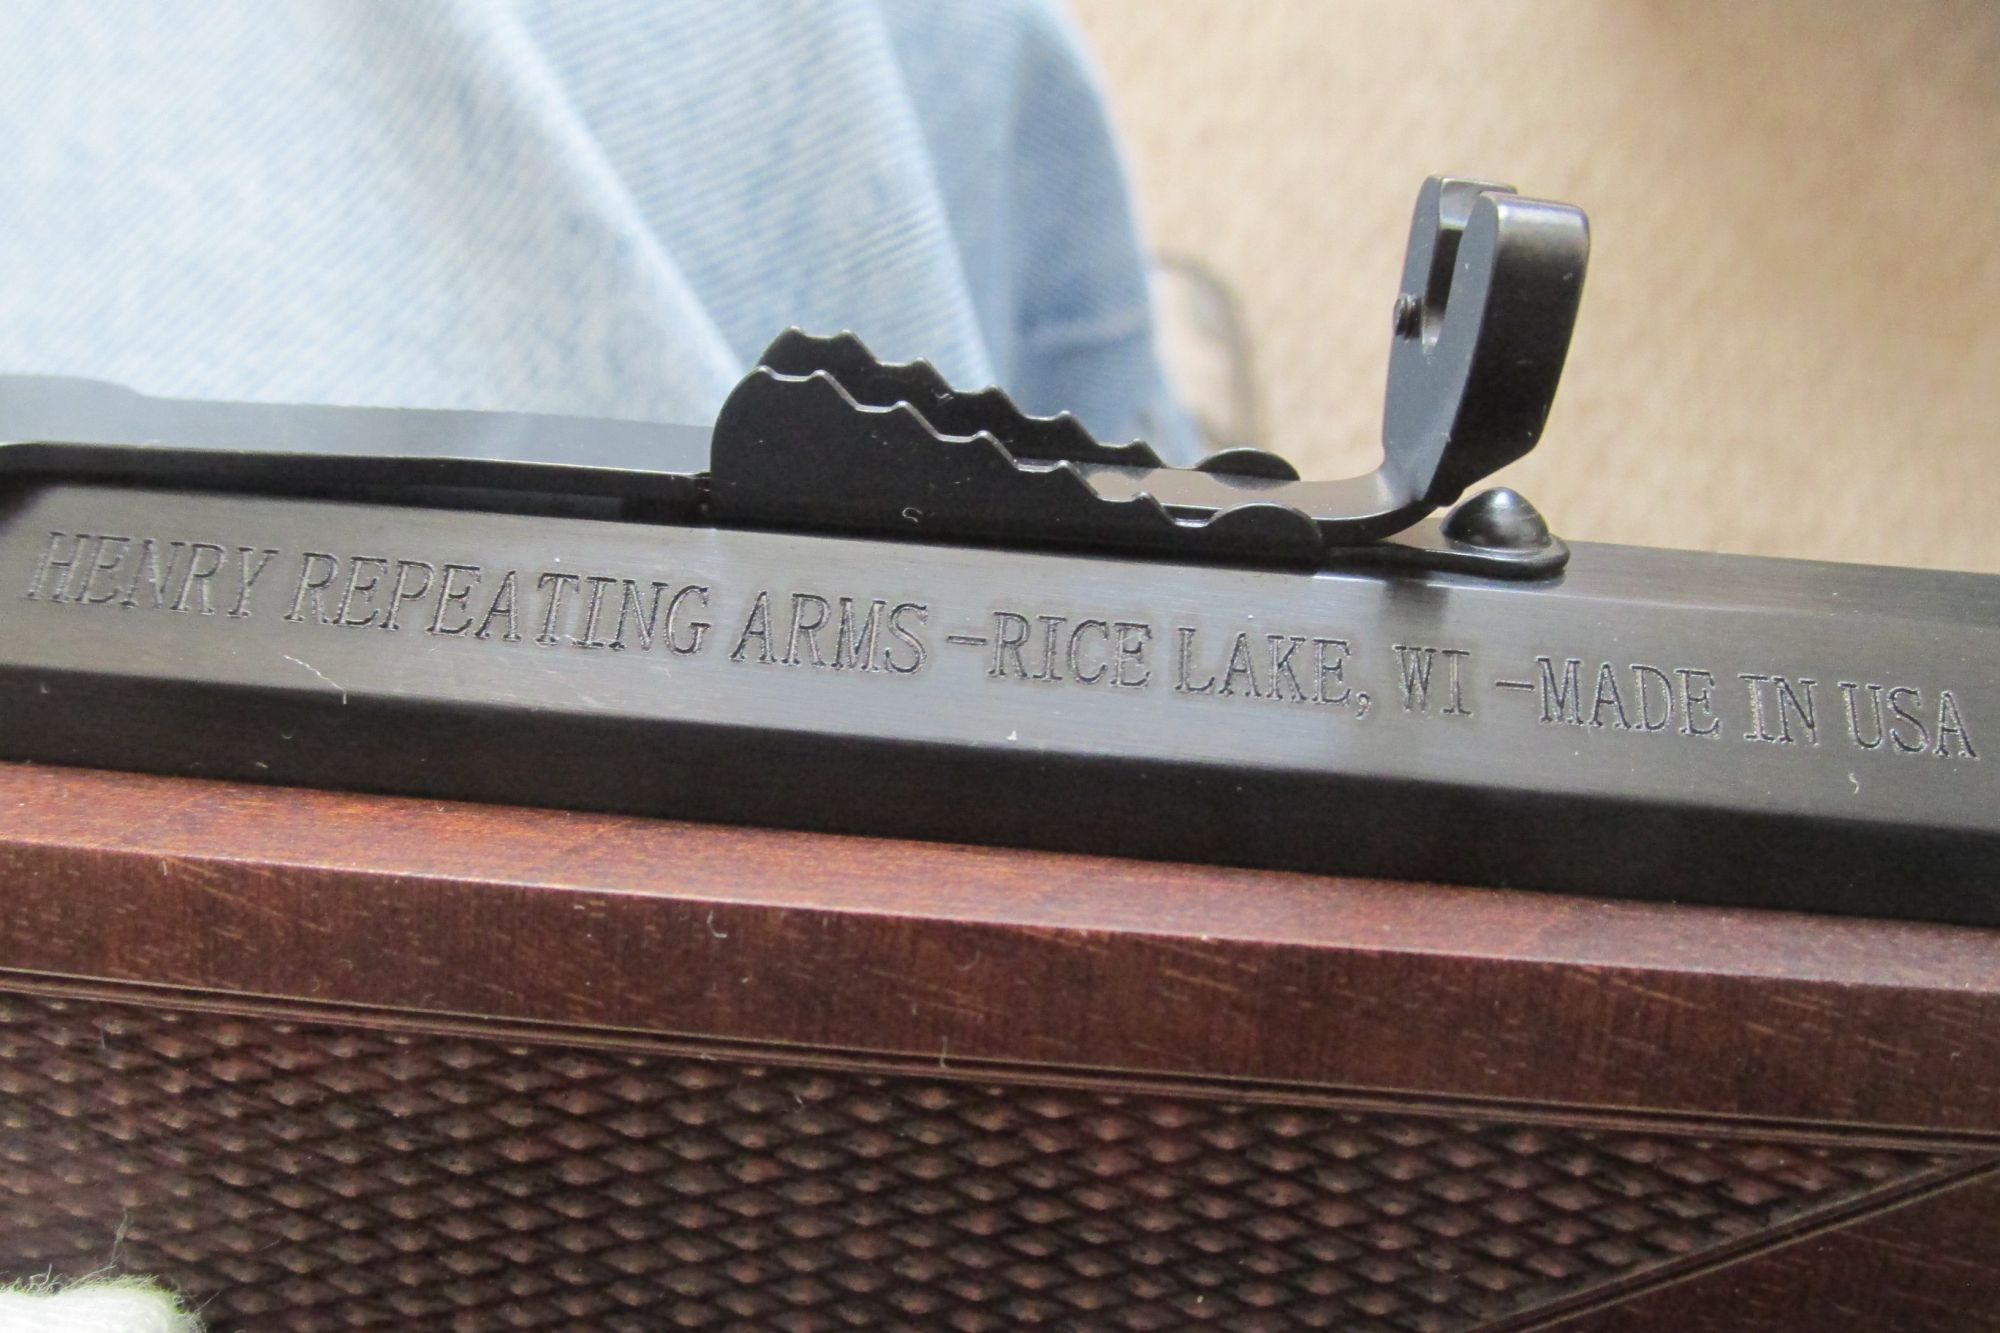 HENRY REPEATING ARMS -RICE LAKE, WI -MADE IN USA